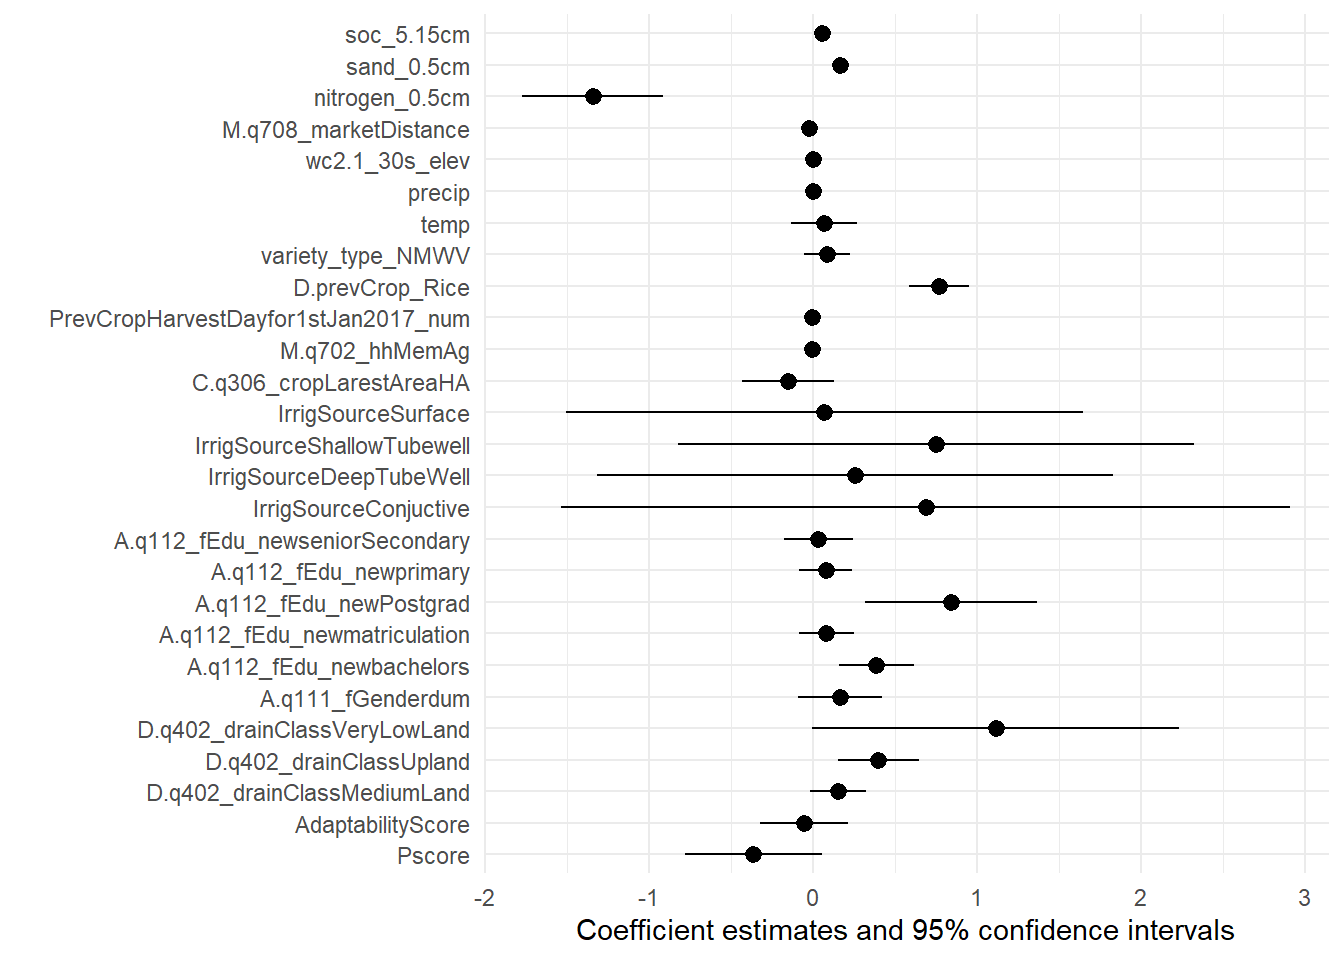 soc_5.15cm
sand_0.5cm
nitrogen_0.5cm
M.q708_marketDistance
wc2.1_30s_elev
precip
temp
variety_type_NMWV
D.prevCrop_Rice
PrevCropHarvestDayfor1stJan2017_num
M.q702_hhMemAg
C.q306_cropLarestAreaHA
IrrigSourceSurface
IrrigSourceShallowTubewell
IrrigSourceDeepTubeWell
IrrigSourceConjuctive
A.q112_fEdu_newseniorSecondary
A.q112_fEdu_newprimary
A.q112_fEdu_newPostgrad
A.q112_fEdu_newmatriculation
A.q112_fEdu_newbachelors
A.q111_fGenderdum
D.q402_drainClassVeryLowLand
D.q402_drainClassUpland
D.q402_drainClassMediumLand
AdaptabilityScore
Pscore
-2 -1 0 1 2 3
Coefficient estimates and 95% confidence intervals